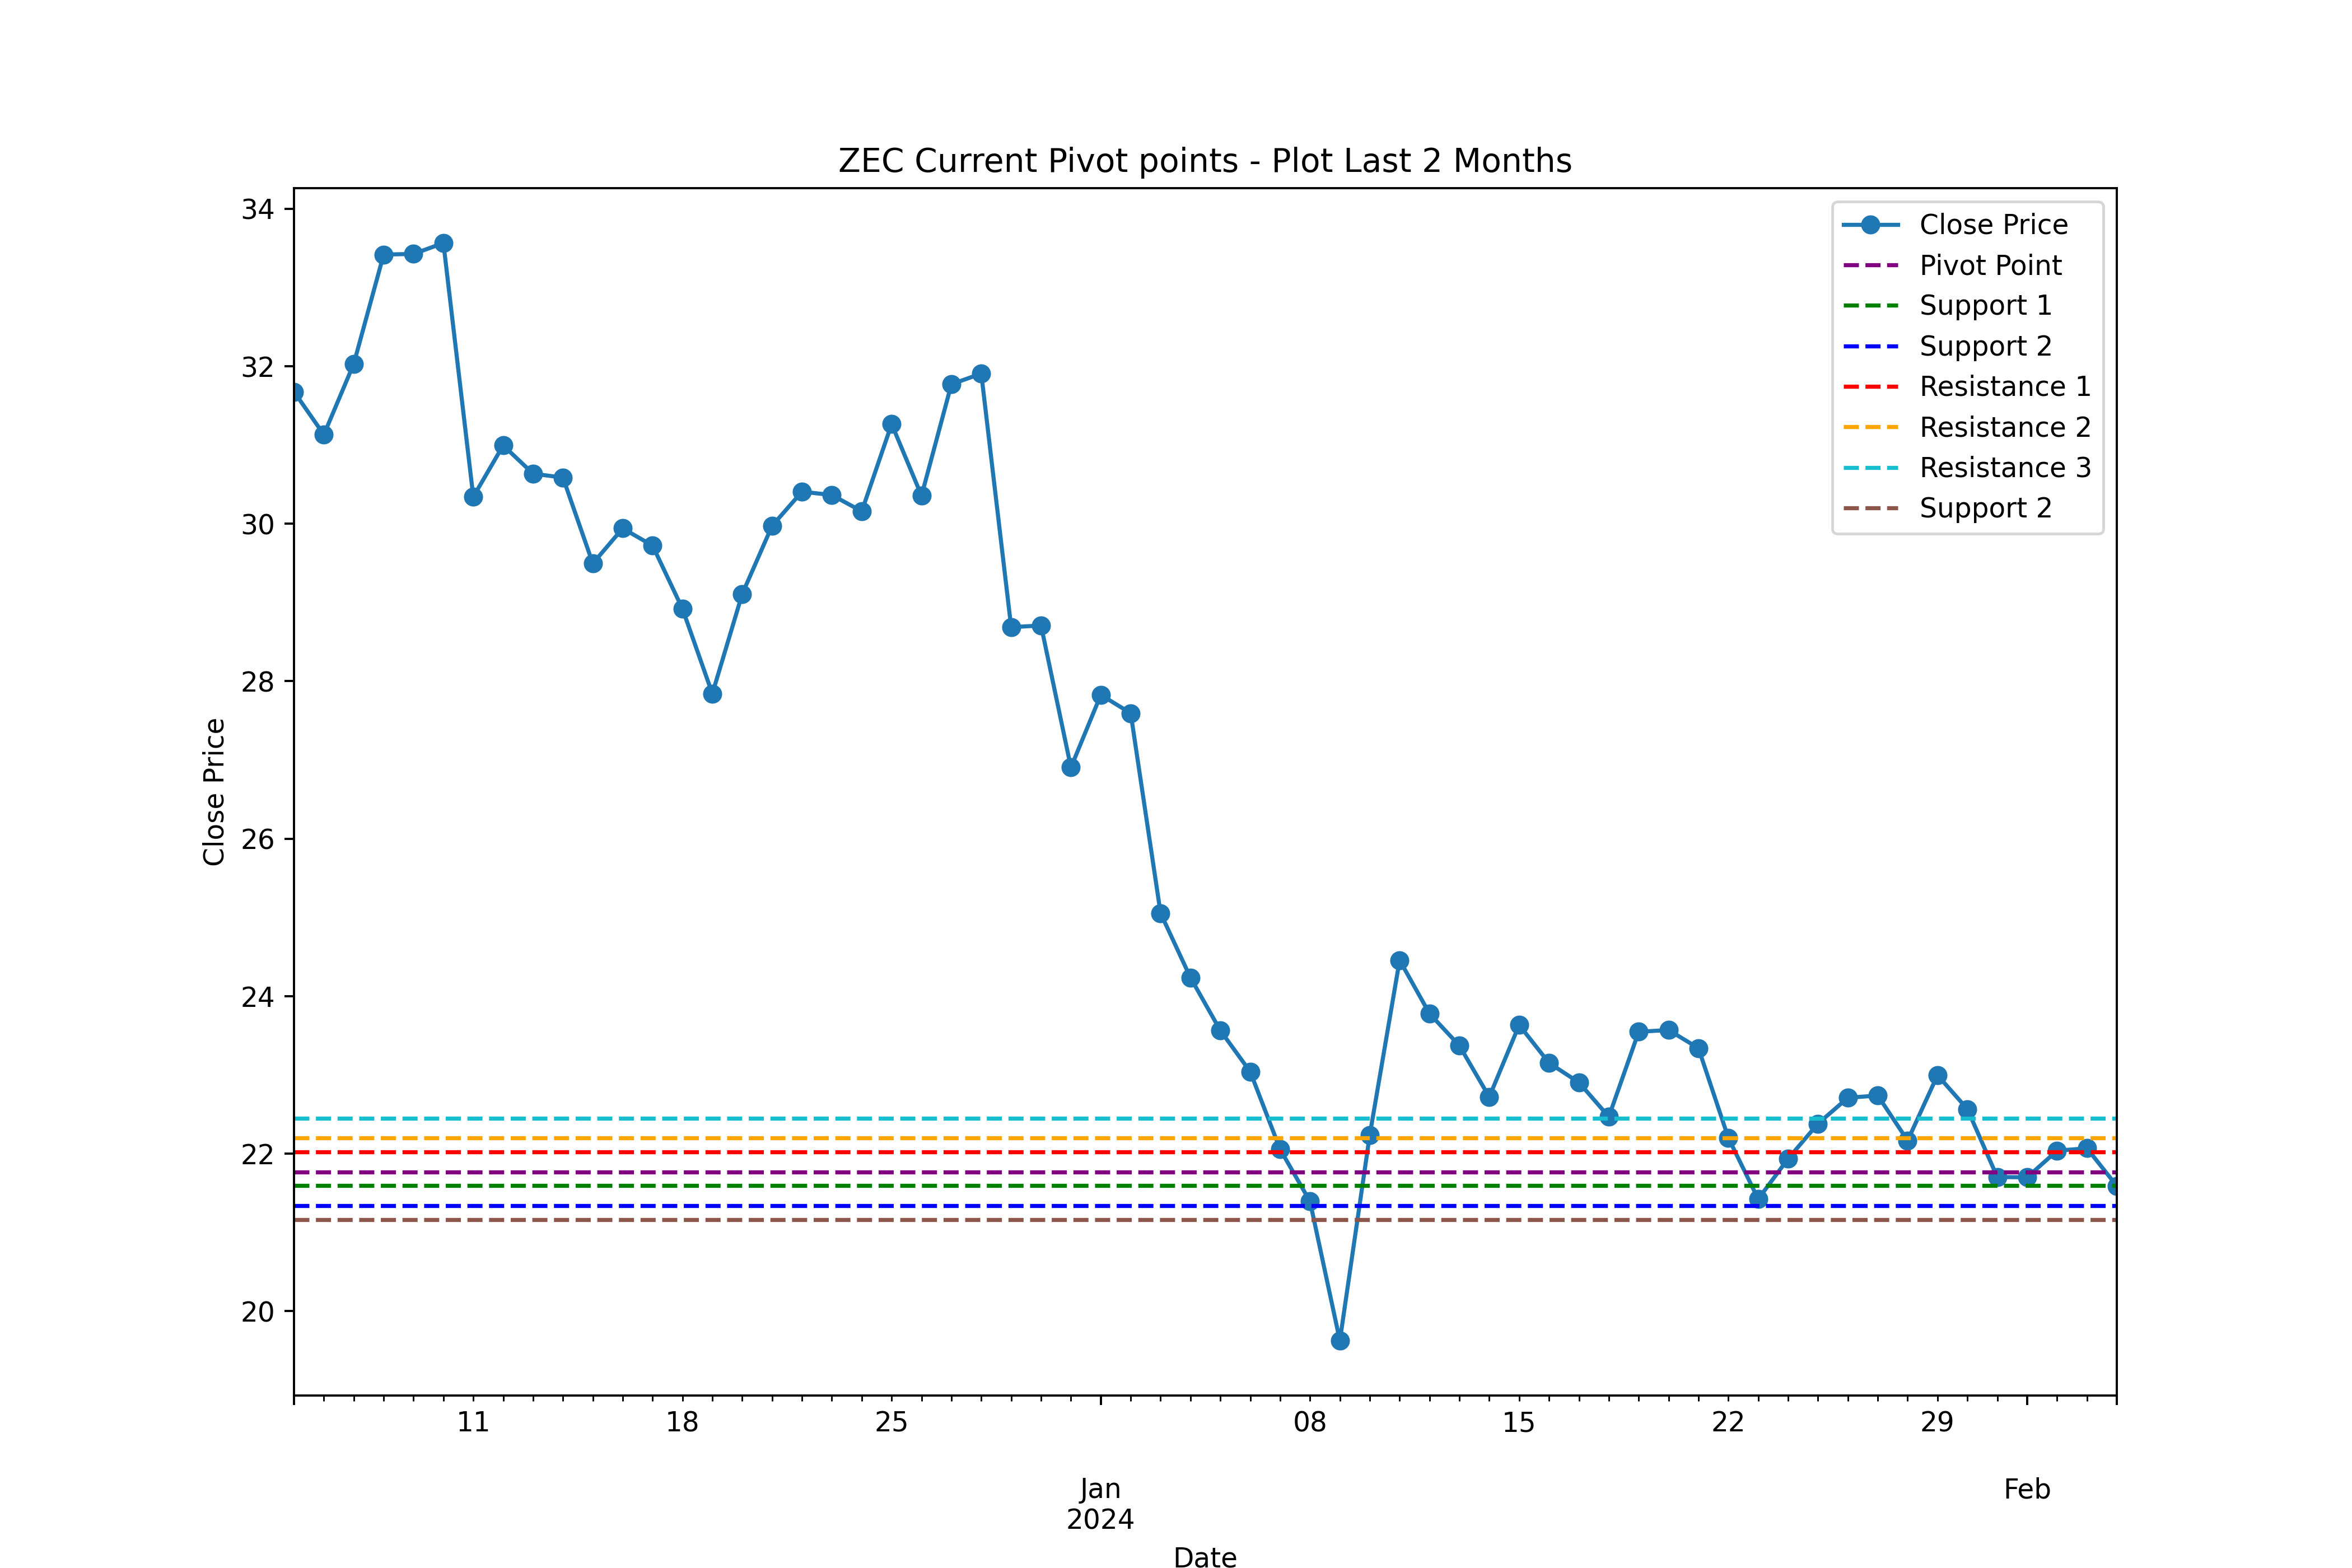 ZEC Current Pivot points - Plot Last 2 Months
Close Price
34
32
30
28
26
24
22
20
Close Price
Pivot Point
Support 1
Support 2
Resistance 1
Resistance 2
Resistance 3
Support 2
11 18 25 08 15 22 29
Jan Feb
2024
Date